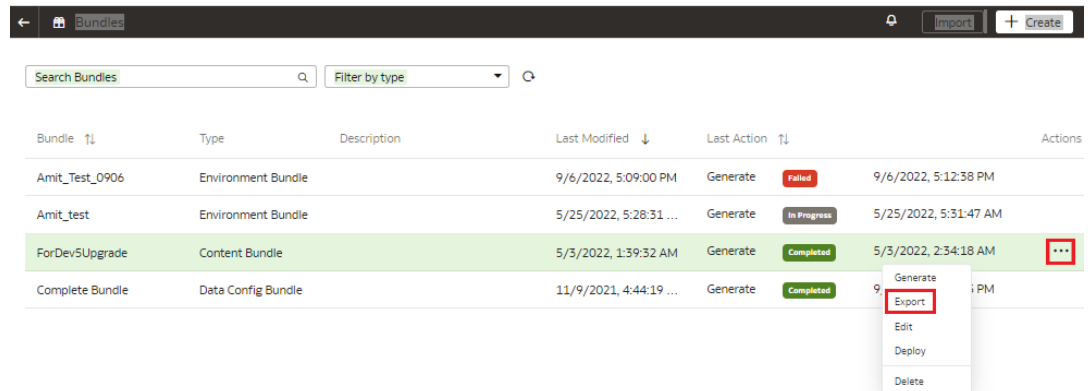 Bundles Import + Create
Search Bundles Filter by type
Bundle Type Description Last Modified Last Action Actions
Amit_Test_0906 Environment Bundle 9/6/2022, 5:09:00 PM Generate Failed 9/6/2022, 5:12:38 PM
Amit_test Environment Bundle 5/25/2022, 5:28:31 ... Generate In Progress 5/25/2022, 5:31:47 AM
ForDev5Upgrade Content Bundle 5/3/2022, 1:39:32 AM Generate Completed 5/3/2022, 2:34:18 AM ...
Complete Bundle Data Config Bundle 11/9/2021, 4:44:19 ... Generate Completed 9 PM
Generate
Export
Edit
Deploy
Delete